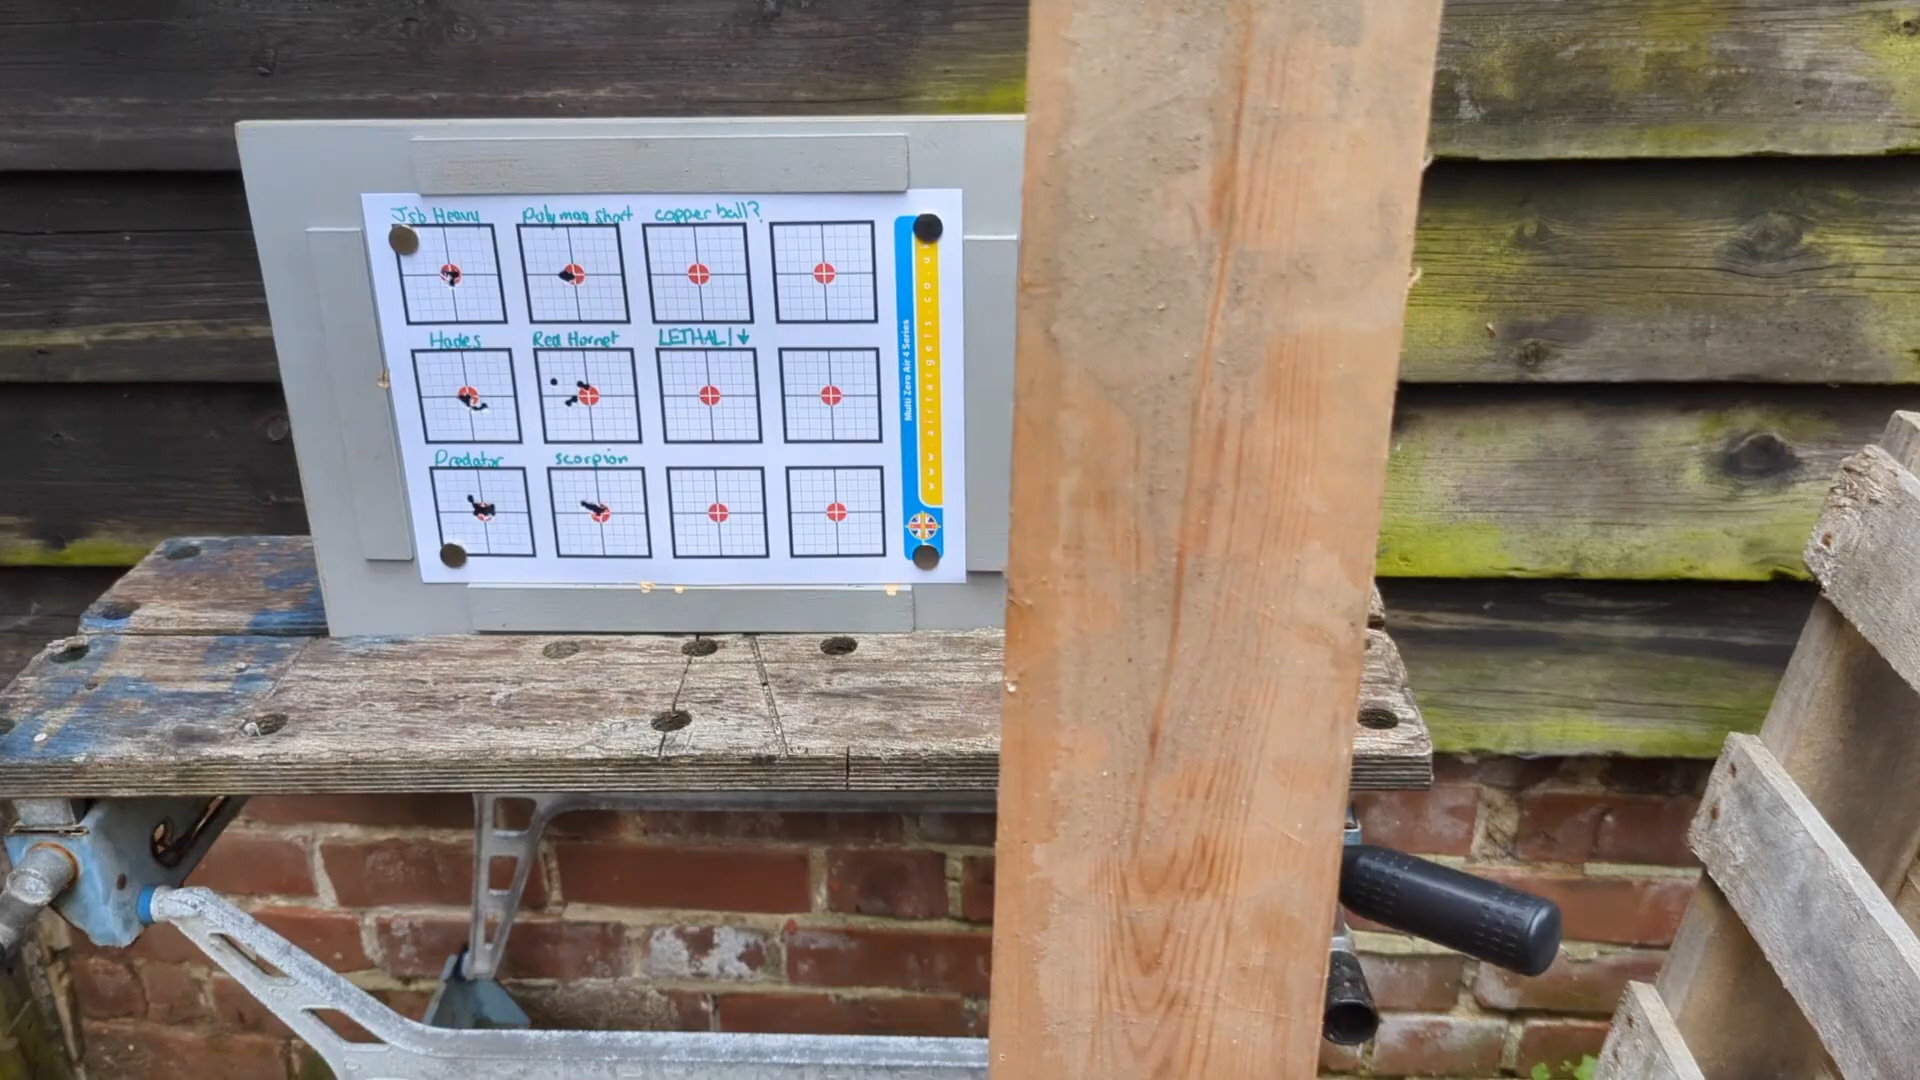 Jsb Heavy
Polymag short
copper ball?
Hades
Red Hornet
LETHAL! ↓
Predator
scorpion
Multi Zero Air 4 Series
www.airtargets.co.u